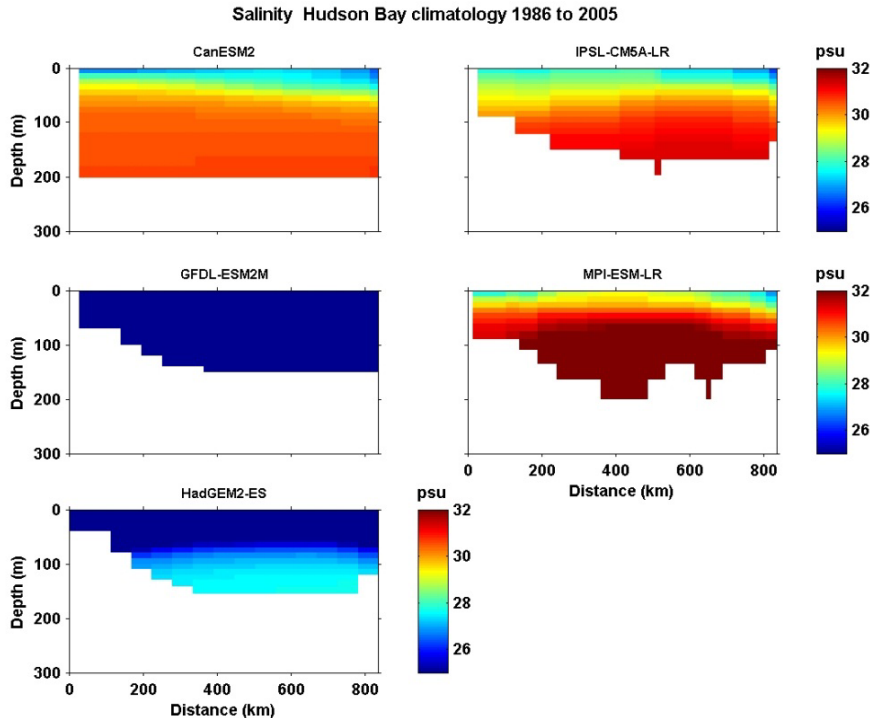 Salinity Hudson Bay climatology 1986 to 2005
CanESM2
0
100
200
300
Depth (m)
IPSL-CM5A-LR
psu
32
30
28
26
Depth (m)
GFDL-ESM2M
0
100
200
300
Depth (m)
MPI-ESM-LR
0 200 400 600 800
Distance (km)
psu
32
30
28
26
HadGEM2-ES
0
100
200
300
Depth (m)
0 200 400 600 800
Distance (km)
psu
32
30
28
26